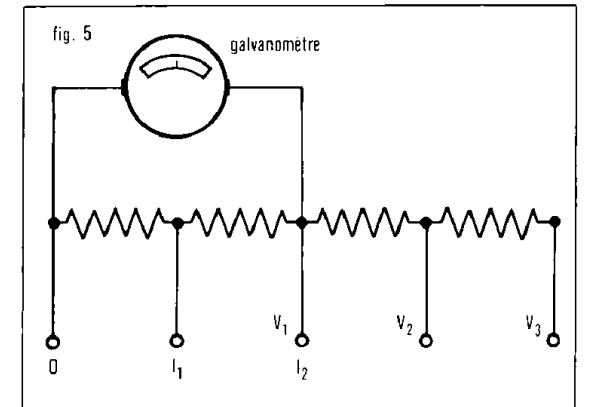 fig. 5
galvanomètre
V₁
V₂
V₃
0
I₁
I₂